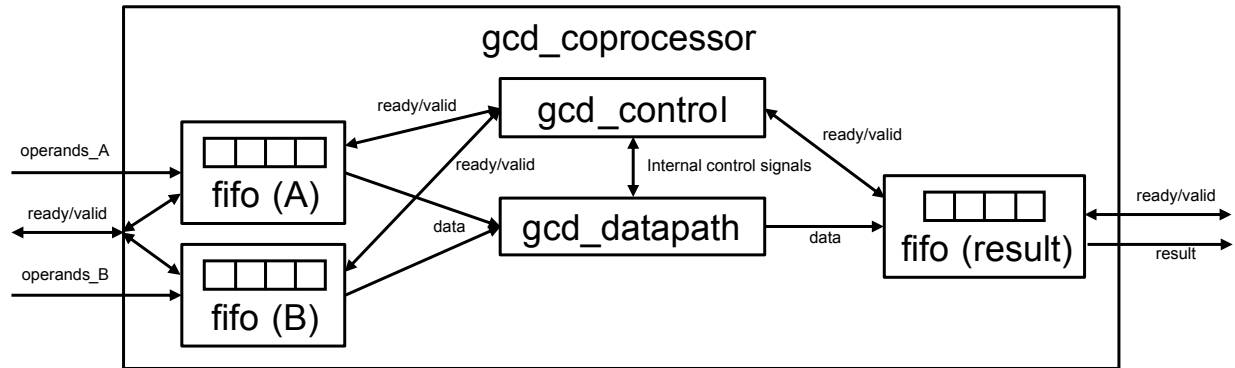 gcd_coprocessor
ready/valid
gcd_control
ready/valid
operands_A
fifo (A)
ready/valid
Internal control signals
ready/valid
ready/valid
data
gcd_datapath
data
fifo (result)
result
operands_B
fifo (B)